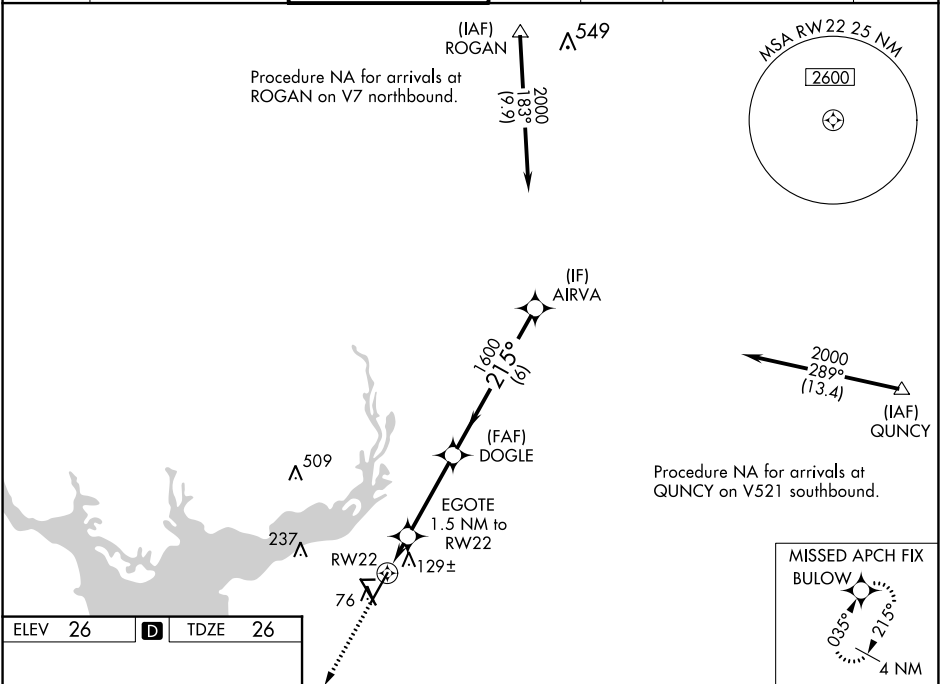 (IAF)
ROGAN
549
Procedure NA for arrivals at
ROGAN on V7 northbound.
2000
183°
(9.9)
MSA RW22 25 NM
2600
(IF)
AIRVA
1600
215°
(6)
2000
289°
(13.4)
(IAF)
QUNCY
(FAF)
DOGLE
509
Procedure NA for arrivals at
QUNCY on V521 southbound.
EGOTE
1.5 NM to
RW22
237
RW22
129±
76
MISSED APCH FIX
BULOW
035°
215°
4 NM
ELEV 26 D TDZE 26